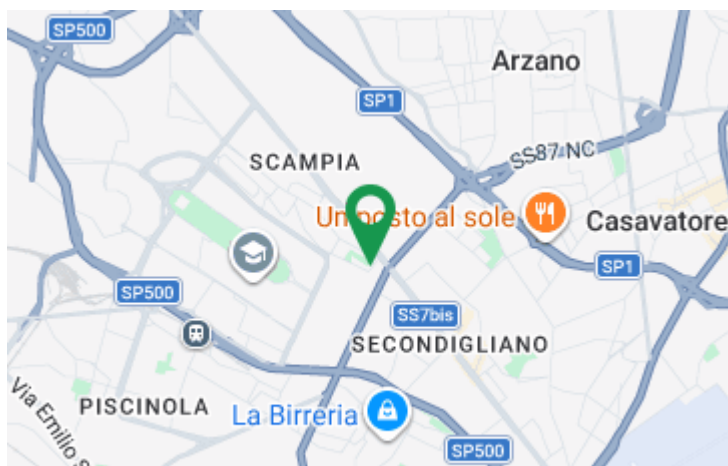 SP500
Arzano
SP1
SS87 NC
SCAMPIA
Un posto al sole
Casavatore
SP1
SP500
SS7bis
SECONDIGLIANO
PISCINOLA
La Birreria
Via Emilio S
SP500